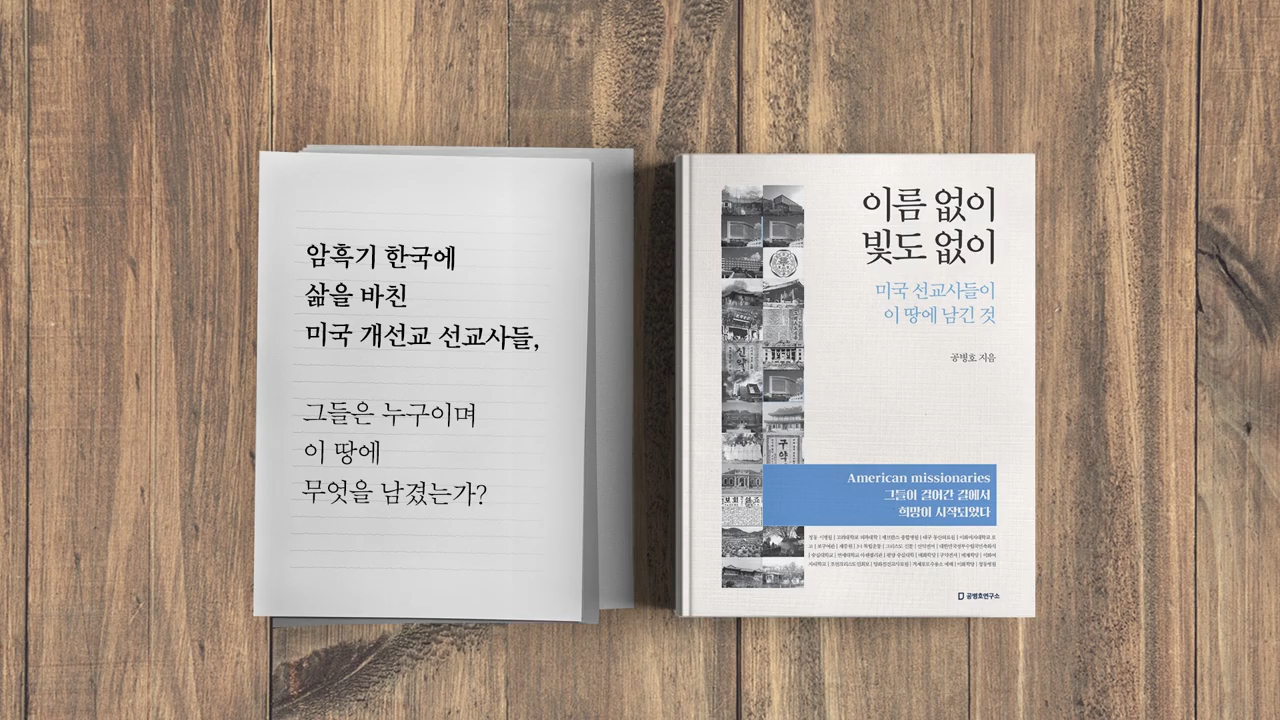 암흑기 한국에
삶을 바친
미국 개선교 선교사들,
그들은 누구이며
이 땅에
무엇을 남겼는가?
이름 없이
빛도 없이
미국 선교사들이
이 땅에 남긴 것
공병호 지음
신약
구약
American missionaries
그들이 걸어간 길에서
희망이 시작되었다
공병호연구소